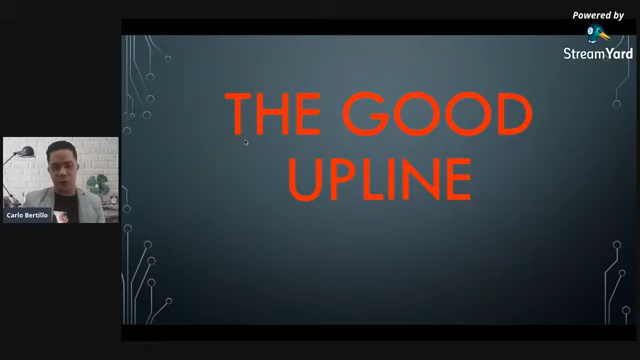 Powered by
StreamYard
THE GOOD
UPLINE
Carlo Bertillo